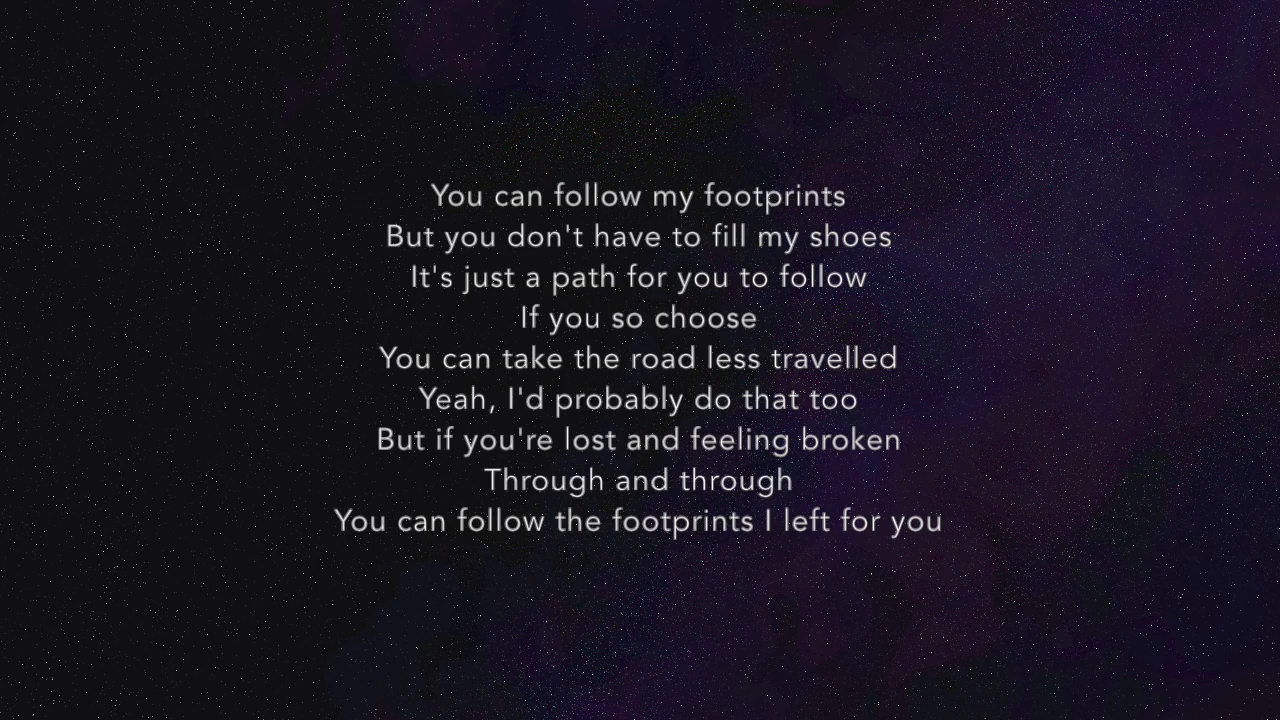 You can follow my footprints
But you don't have to fill my shoes
It's just a path for you to follow
If you so choose
You can take the road less travelled
Yeah, I'd probably do that too
But if you're lost and feeling broken
Through and through
You can follow the footprints I left for you